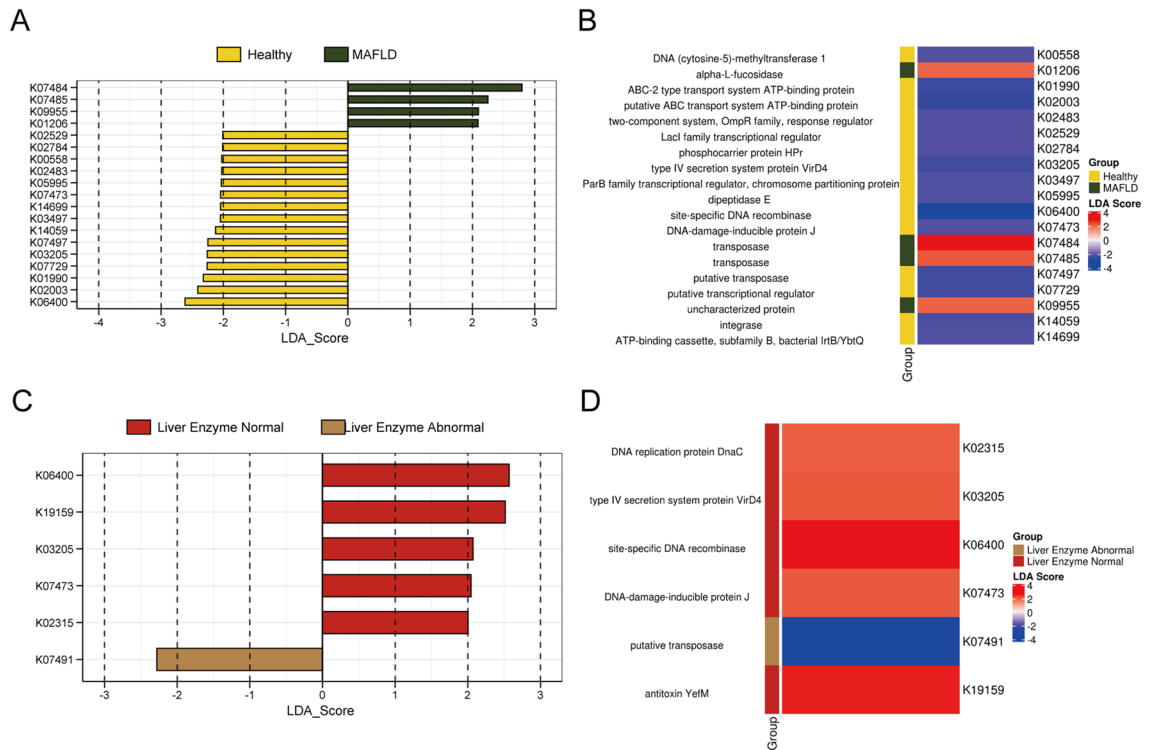 A
Healthy
MAFLD
K07484
K07485
K09955
K01206
K02529
K02784
K00558
K02483
K05995
K07473
K14699
K03497
K14059
K07497
K03205
K07729
K01990
K02003
K06400
-4 -3 -2 -1 0 1 2 3
LDA_Score
B
DNA (cytosine-5)-methyltransferase 1 K00558
alpha-L-fucosidase K01206
ABC-2 type transport system ATP-binding protein K01990
putative ABC transport system ATP-binding protein K02003
two-component system, OmpR family, response regulator K02483
LacI family transcriptional regulator K02529
phosphocarrier protein HPr K02784
type IV secretion system protein VirD4 K03205
ParB family transcriptional regulator, chromosome partitioning protein K03497
dipeptidase E K05995
site-specific DNA recombinase K06400
DNA-damage-inducible protein J K07473
transposase K07484
transposase K07485
putative transposase K07497
putative transcriptional regulator K07729
uncharacterized protein K09955
integrase K14059
ATP-binding cassette, subfamily B, bacterial IrtB/YbtQ K14699
Group
Group
Healthy
MAFLD
LDA Score
4
2
0
-2
-4
C
Liver Enzyme Normal
Liver Enzyme Abnormal
K06400
K19159
K03205
K07473
K02315
K07491
-3 -2 -1 0 1 2 3
LDA_Score
D
DNA replication protein DnaC K02315
type IV secretion system protein VirD4 K03205
site-specific DNA recombinase K06400
DNA-damage-inducible protein J K07473
putative transposase K07491
antitoxin YefM K19159
Group
Group
Liver Enzyme Abnormal
Liver Enzyme Normal
LDA Score
4
2
0
-2
-4